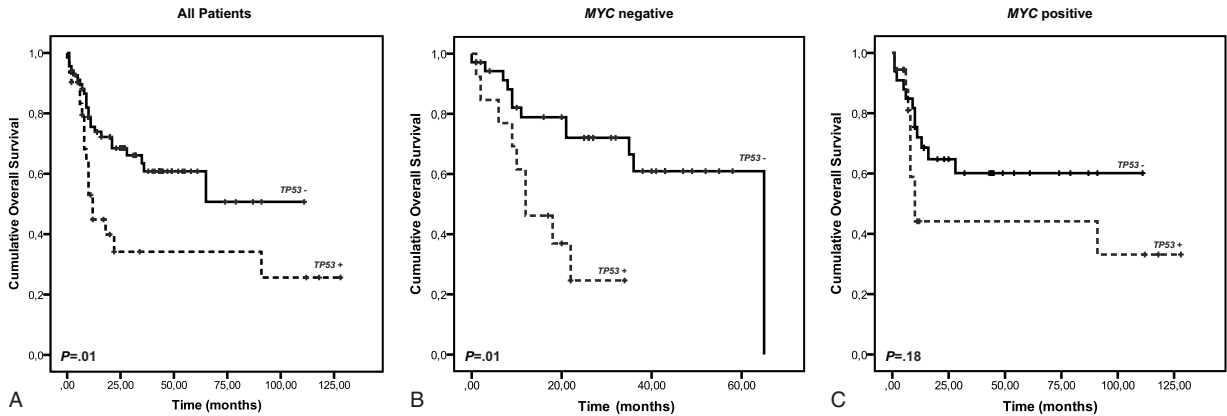 All Patients
Cumulative Overall Survival
1,0
0,8
0,6
0,4
0,2
0,0
TP53 -
TP53 +
P=.01
,00 25,00 50,00 75,00 100,00 125,00
Time (months)
A
MYC negative
Cumulative Overall Survival
1,0
0,8
0,6
0,4
0,2
0,0
TP53 -
TP53 +
P=.01
,00 20,00 40,00 60,00
Time (months)
B
MYC positive
Cumulative Overall Survival
1,0
0,8
0,6
0,4
0,2
0,0
TP53 -
TP53 +
P=.18
,00 25,00 50,00 75,00 100,00 125,00
Time (months)
C